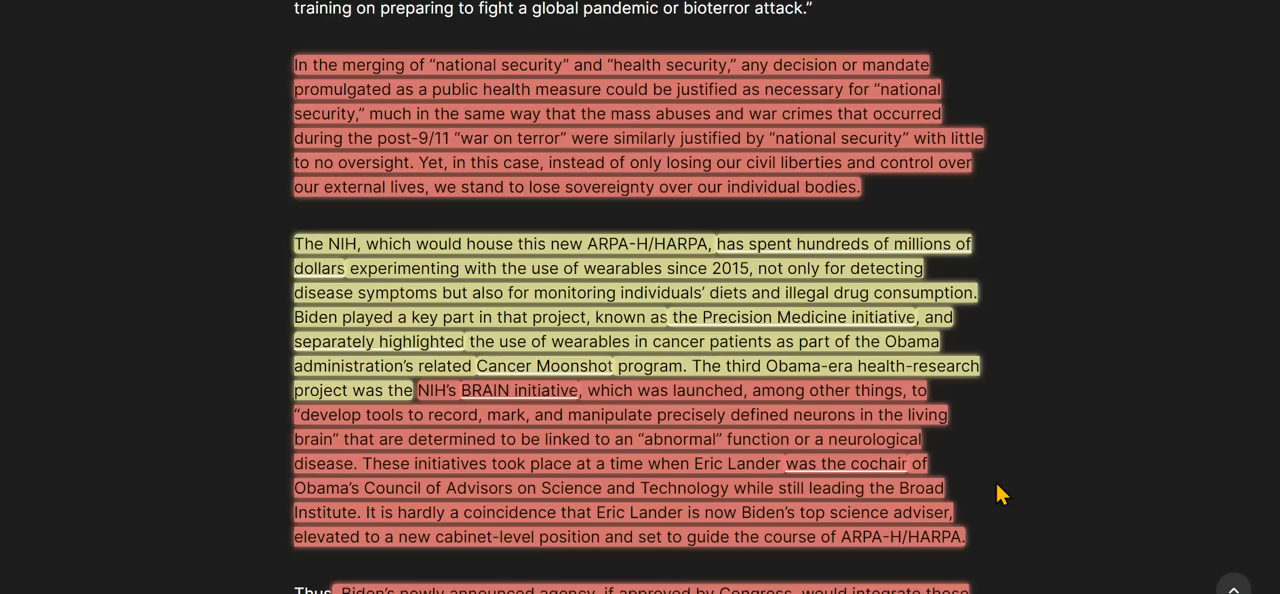 training on preparing to fight a global pandemic or bioterror attack.”
In the merging of “national security” and “health security,” any decision or mandate
promulgated as a public health measure could be justified as necessary for “national
security,” much in the same way that the mass abuses and war crimes that occurred
during the post-9/11 “war on terror” were similarly justified by “national security” with little
to no oversight. Yet, in this case, instead of only losing our civil liberties and control over
our external lives, we stand to lose sovereignty over our individual bodies.
The NIH, which would house this new ARPA-H/HARPA, has spent hundreds of millions of
dollars experimenting with the use of wearables since 2015, not only for detecting
disease symptoms but also for monitoring individuals’ diets and illegal drug consumption.
Biden played a key part in that project, known as the Precision Medicine initiative, and
separately highlighted the use of wearables in cancer patients as part of the Obama
administration’s related Cancer Moonshot program. The third Obama-era health-research
project was the NIH’s BRAIN initiative, which was launched, among other things, to
“develop tools to record, mark, and manipulate precisely defined neurons in the living
brain” that are determined to be linked to an “abnormal” function or a neurological
disease. These initiatives took place at a time when Eric Lander was the cochair of
Obama’s Council of Advisors on Science and Technology while still leading the Broad
Institute. It is hardly a coincidence that Eric Lander is now Biden’s top science adviser,
elevated to a new cabinet-level position and set to guide the course of ARPA-H/HARPA.
Thus, Biden’s newly announced agency, if approved by Congress, would integrate those